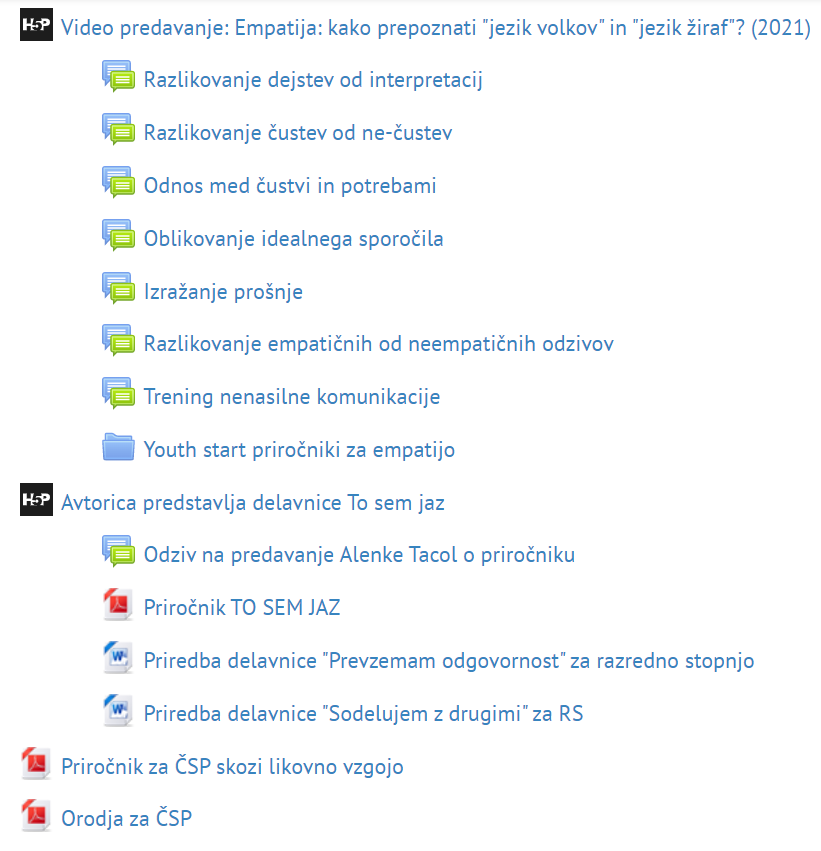 H5P Video predavanje: Empatija: kako prepoznati "jezik volkov" in "jezik žiraf"? (2021)
Razlikovanje dejstev od interpretacij
Razlikovanje čustev od ne-čustev
Odnos med čustvi in potrebami
Oblikovanje idealnega sporočila
Izražanje prošnje
Razlikovanje empatičnih od neempatičnih odzivov
Trening nenasilne komunikacije
Youth start priročniki za empatijo
H5P Avtorica predstavlja delavnice To sem jaz
Odziv na predavanje Alenke Tacol o priročniku
Priročnik TO SEM JAZ
W Priredba delavnice "Prevzemam odgovornost" za razredno stopnjo
W Priredba delavnice "Sodelujem z drugimi" za RS
Priročnik za ČSP skozi likovno vzgojo
Orodja za ČSP